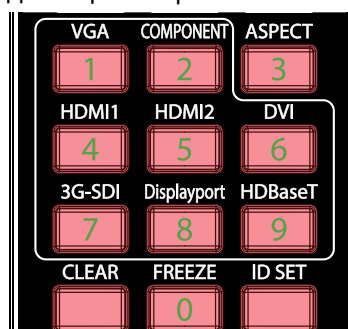 VGA COMPONENT ASPECT
1 2 3
HDMI1 HDMI2 DVI
4 5 6
3G-SDI Displayport HDBaseT
7 8 9
CLEAR FREEZE ID SET
0